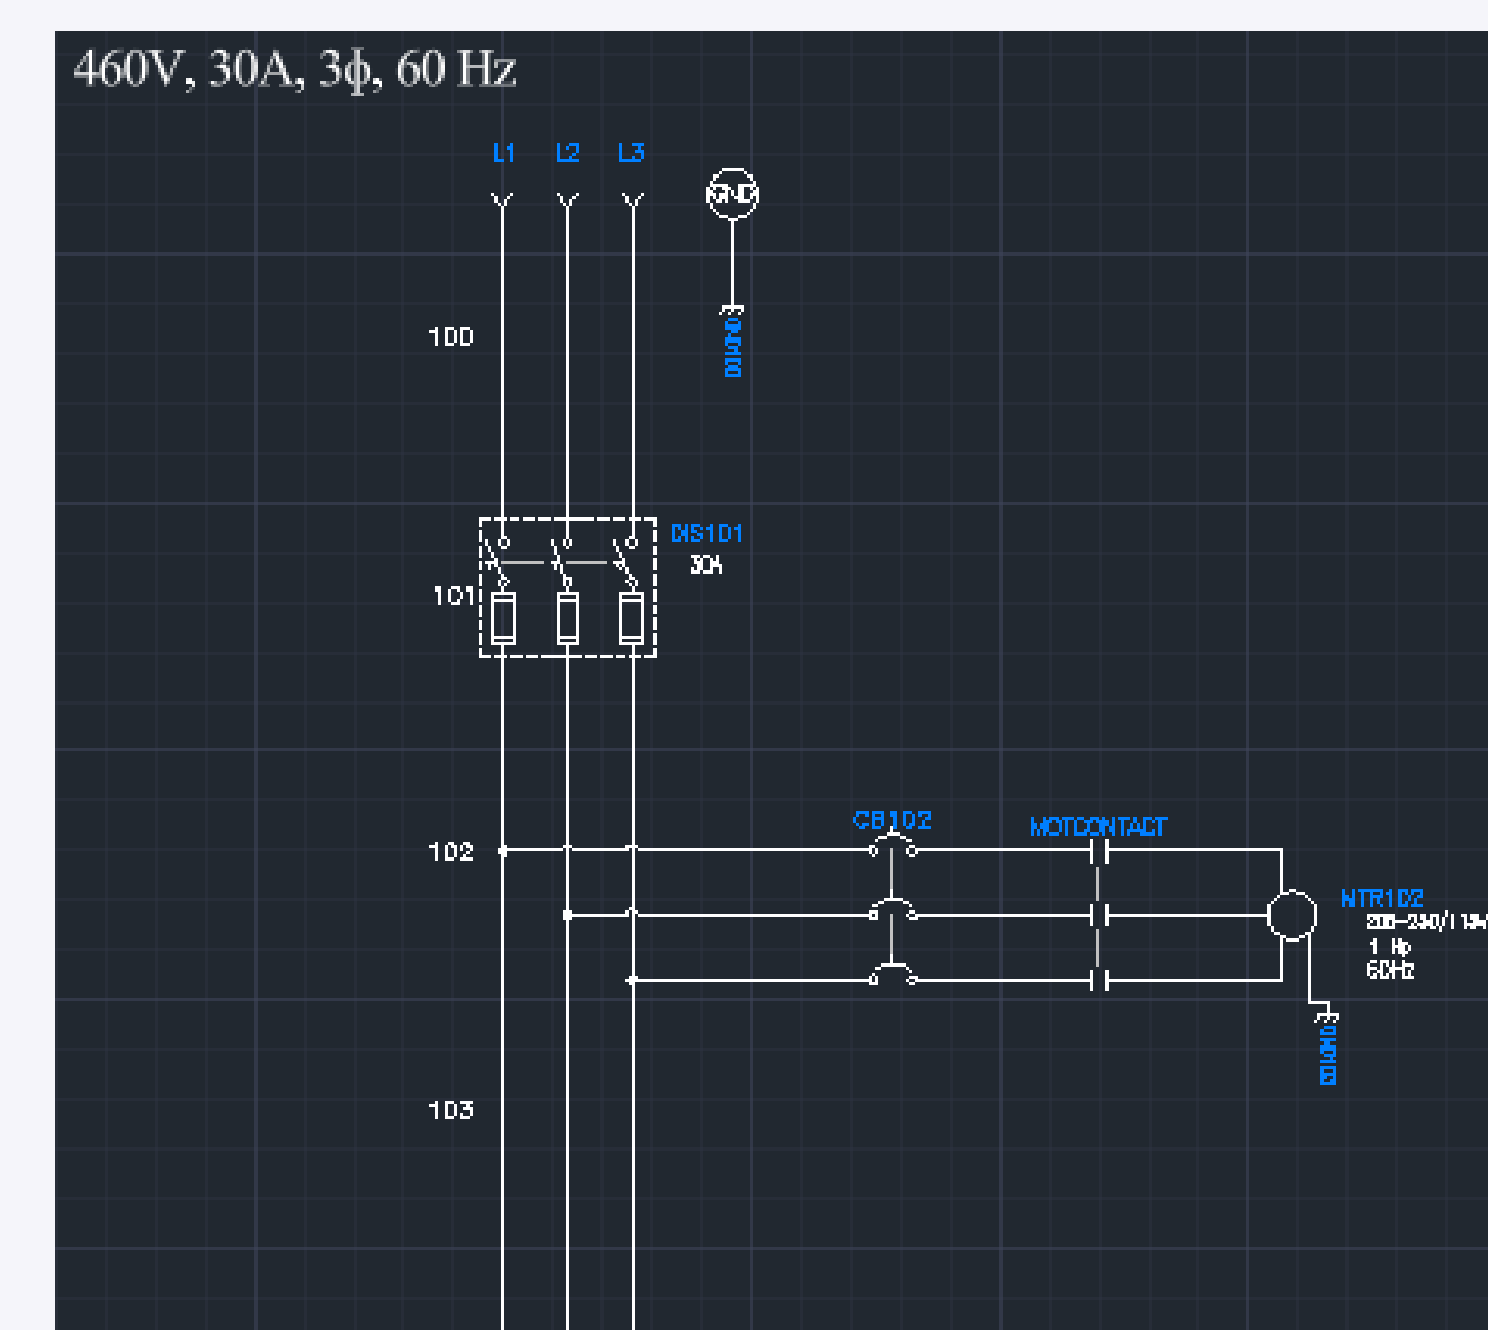 460V, 30A, 3ϕ, 60 Hz
L1 L2 L3
GND
100
DIS101
30A
101
CB102
MOTCONTACT
102
MTR102
1 Hp
60Hz
103